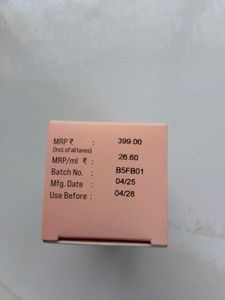 MRP ₹ : 399.00
(Incl. of all taxes)
MRP/ml ₹ : 26.60
Batch No. : B5FB01
Mfg. Date : 04/25
Use Before : 04/28